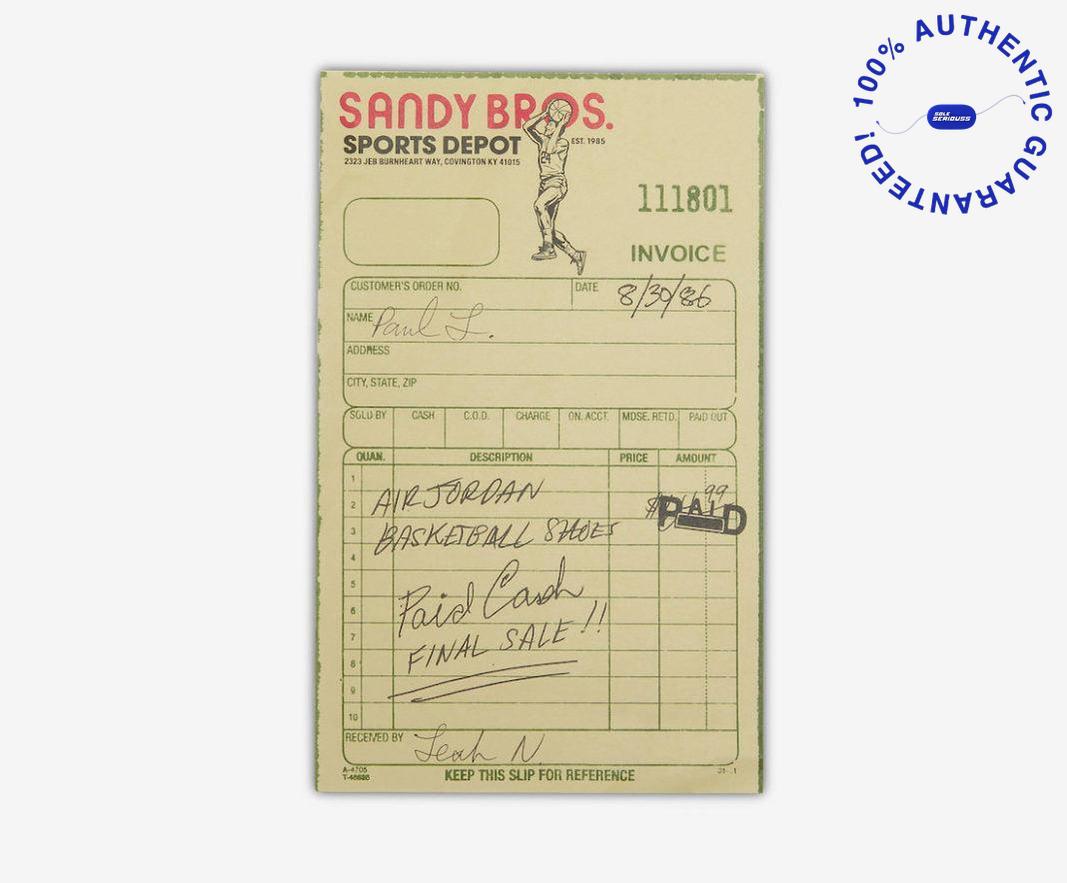 100% AUTHENTIC GUARANTEED!
SOLE SERIOUSS
SANDY BROS.
SPORTS DEPOT
EST. 1985
2323 JEB BURNHEART WAY, COVINGTON KY 41015
24
111801
INVOICE
CUSTOMER'S ORDER NO.
DATE 8/30/86
NAME Paul L.
ADDRESS
CITY, STATE, ZIP
SOLD BY CASH C.O.D. CHARGE ON. ACCT. MDSE. RETD. PAID OUT
QUAN. DESCRIPTION PRICE AMOUNT
1 AIR JORDAN
2 PAID
3 BASKETBALL SHOES
4
5 Paid Cash
6
7 FINAL SALE!!
8
9
10
RECEIVED BY Leah N.
A-4705
KEEP THIS SLIP FOR REFERENCE